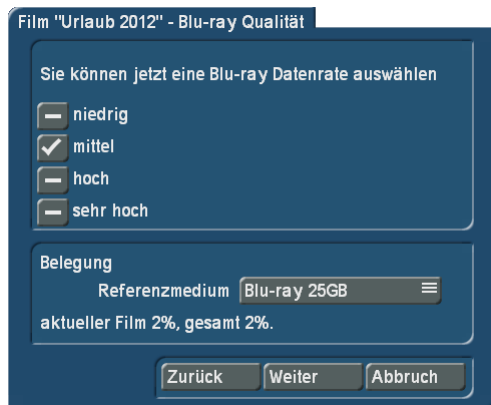 Film "Urlaub 2012" - Blu-ray Qualität
Sie können jetzt eine Blu-ray Datenrate auswählen
niedrig
mittel
hoch
sehr hoch
Belegung
Referenzmedium Blu-ray 25GB
aktueller Film 2%, gesamt 2%.
Zurück Weiter Abbruch